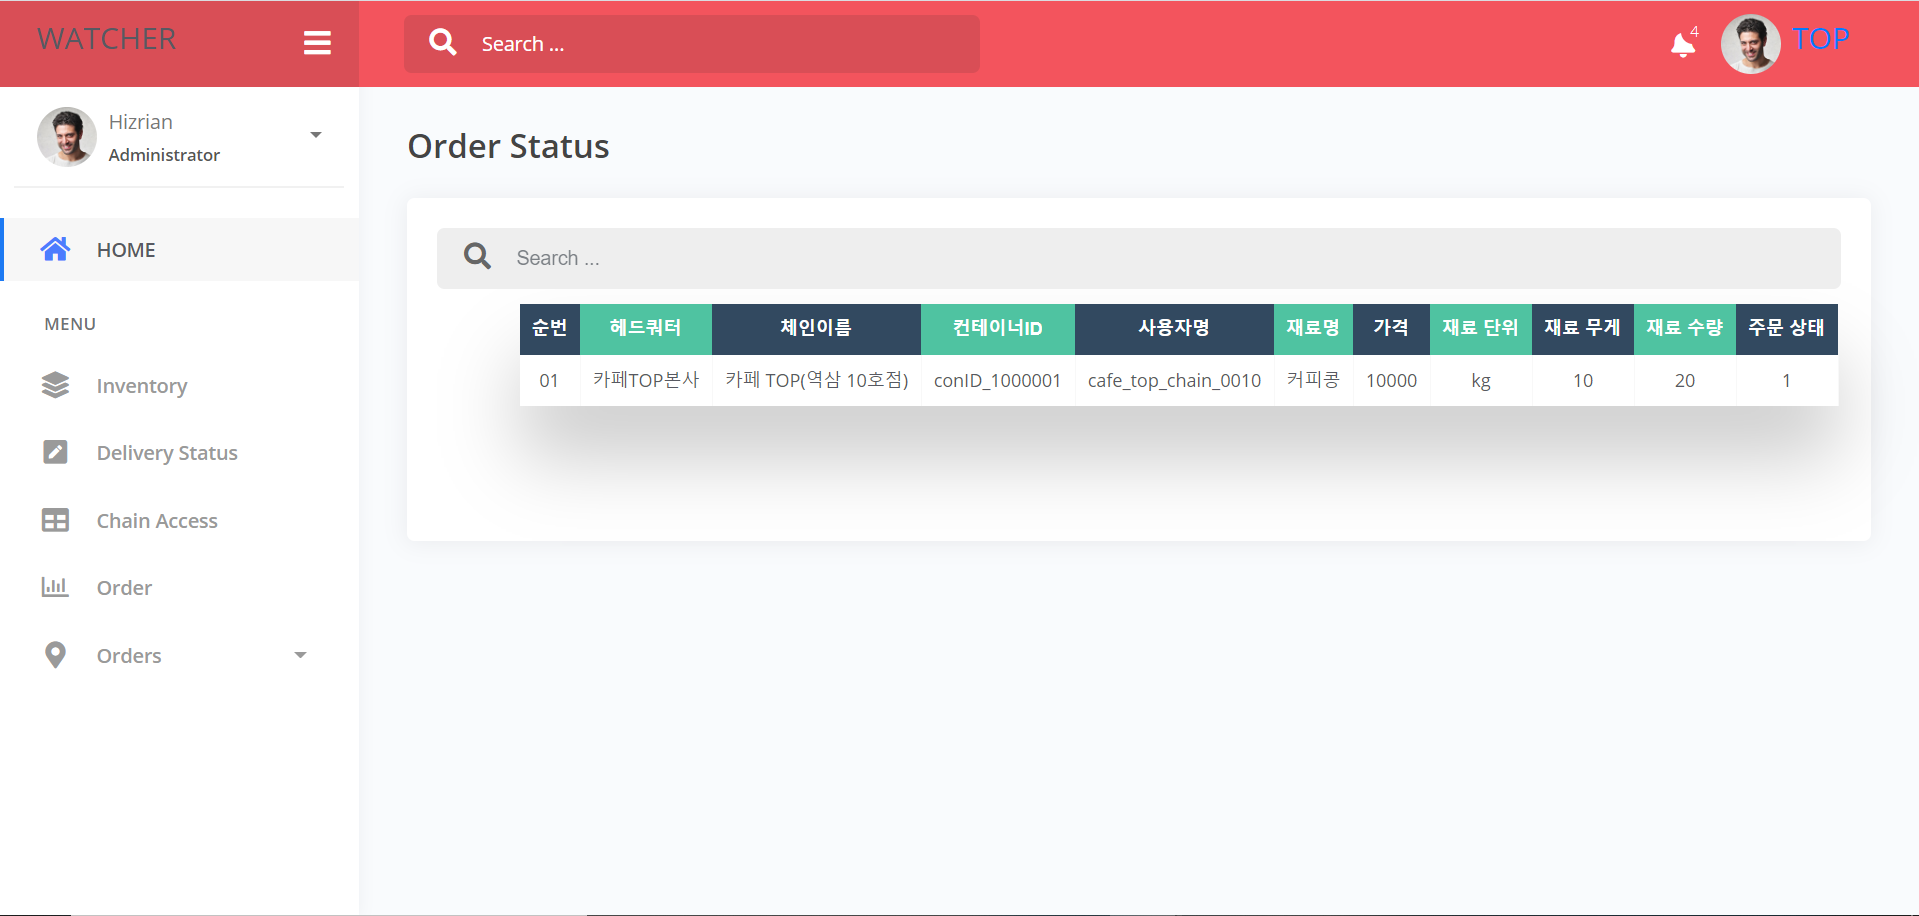 WATCHER
Search ...
4
TOP
Hizrian
Administrator
HOME
MENU
Inventory
Delivery Status
Chain Access
Order
Orders
Order Status
Search ...
순번 헤드쿼터 체인이름 컨테이너ID 사용자명 재료명 가격 재료 단위 재료 무게 재료 수량 주문 상태
01 카페TOP본사 카페 TOP(역삼 10호점) conID_1000001 cafe_top_chain_0010 커피콩 10000 kg 10 20 1